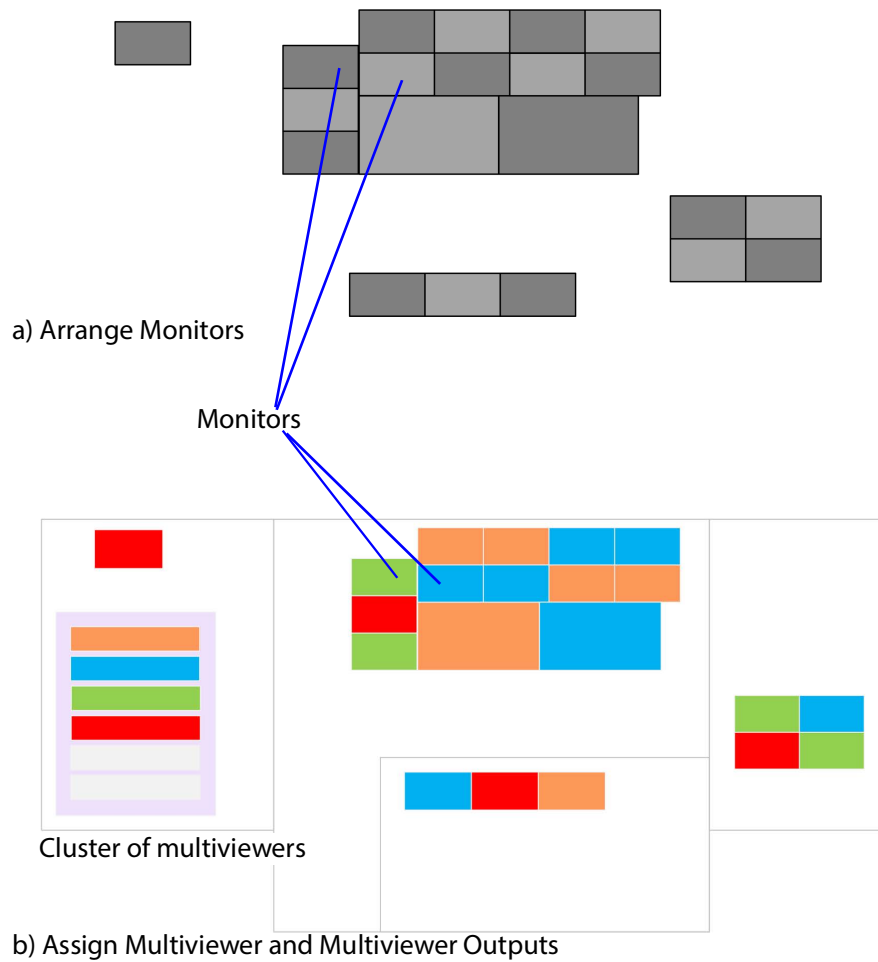 a) Arrange Monitors
Monitors
Cluster of multiviewers
b) Assign Multiviewer and Multiviewer Outputs